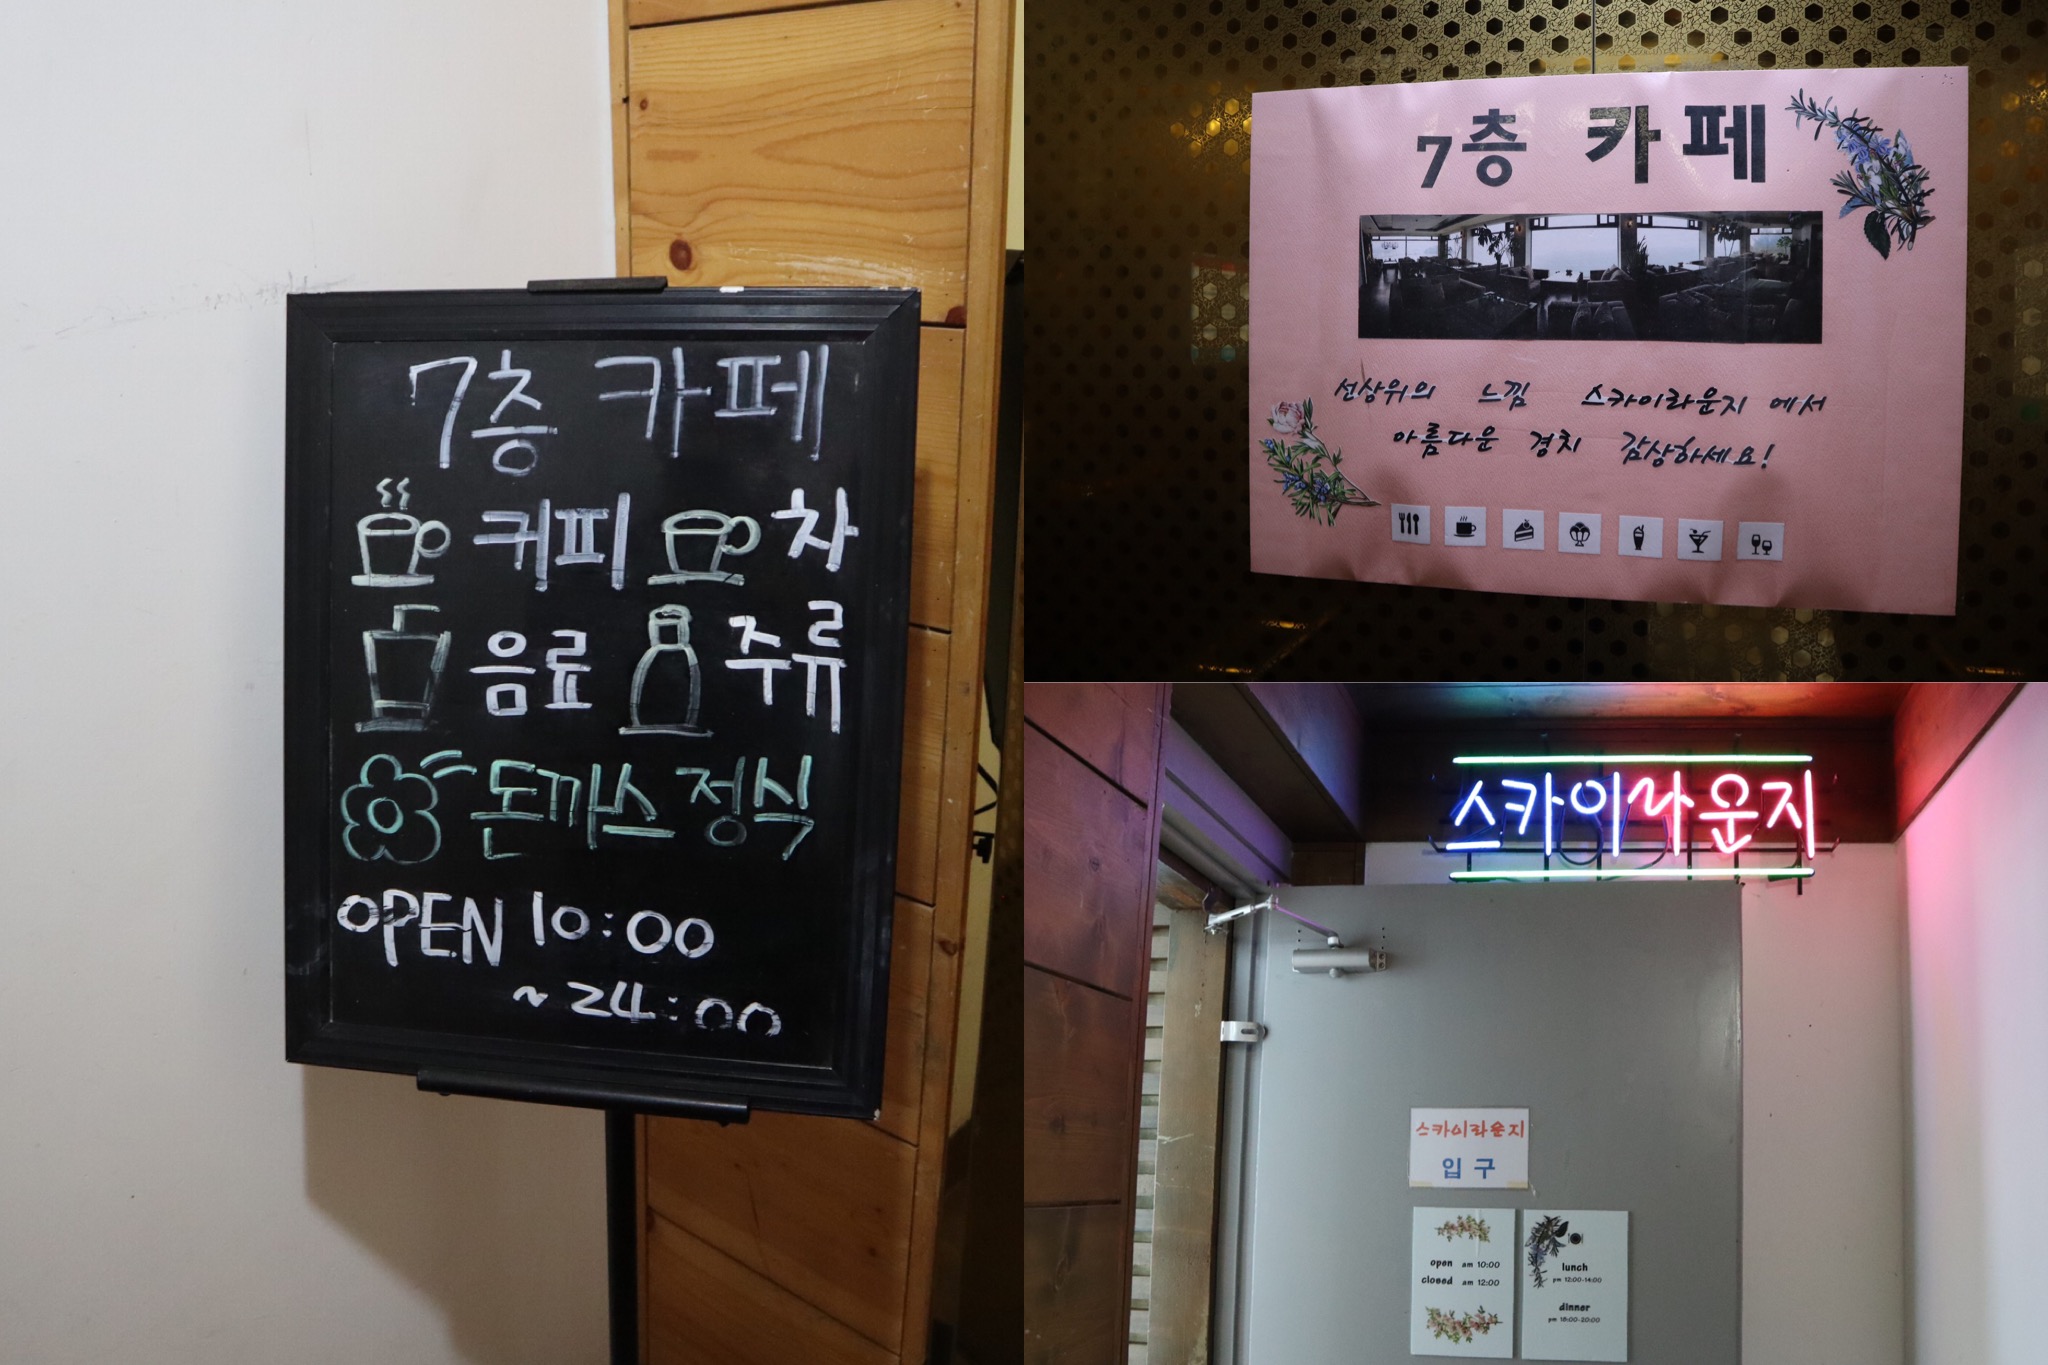 7층 카페
커피 차
음료 주류
돈까스 정식
OPEN 10:00
~24:00
7층 카페
선상위의 느낌 스카이라운지에서
아름다운 경치 감상하세요!
스카이라운지
스카이라운지
입구
open am 10:00
closed am 12:00
lunch
pm 12:00-14:00
dinner
pm 18:00-20:00